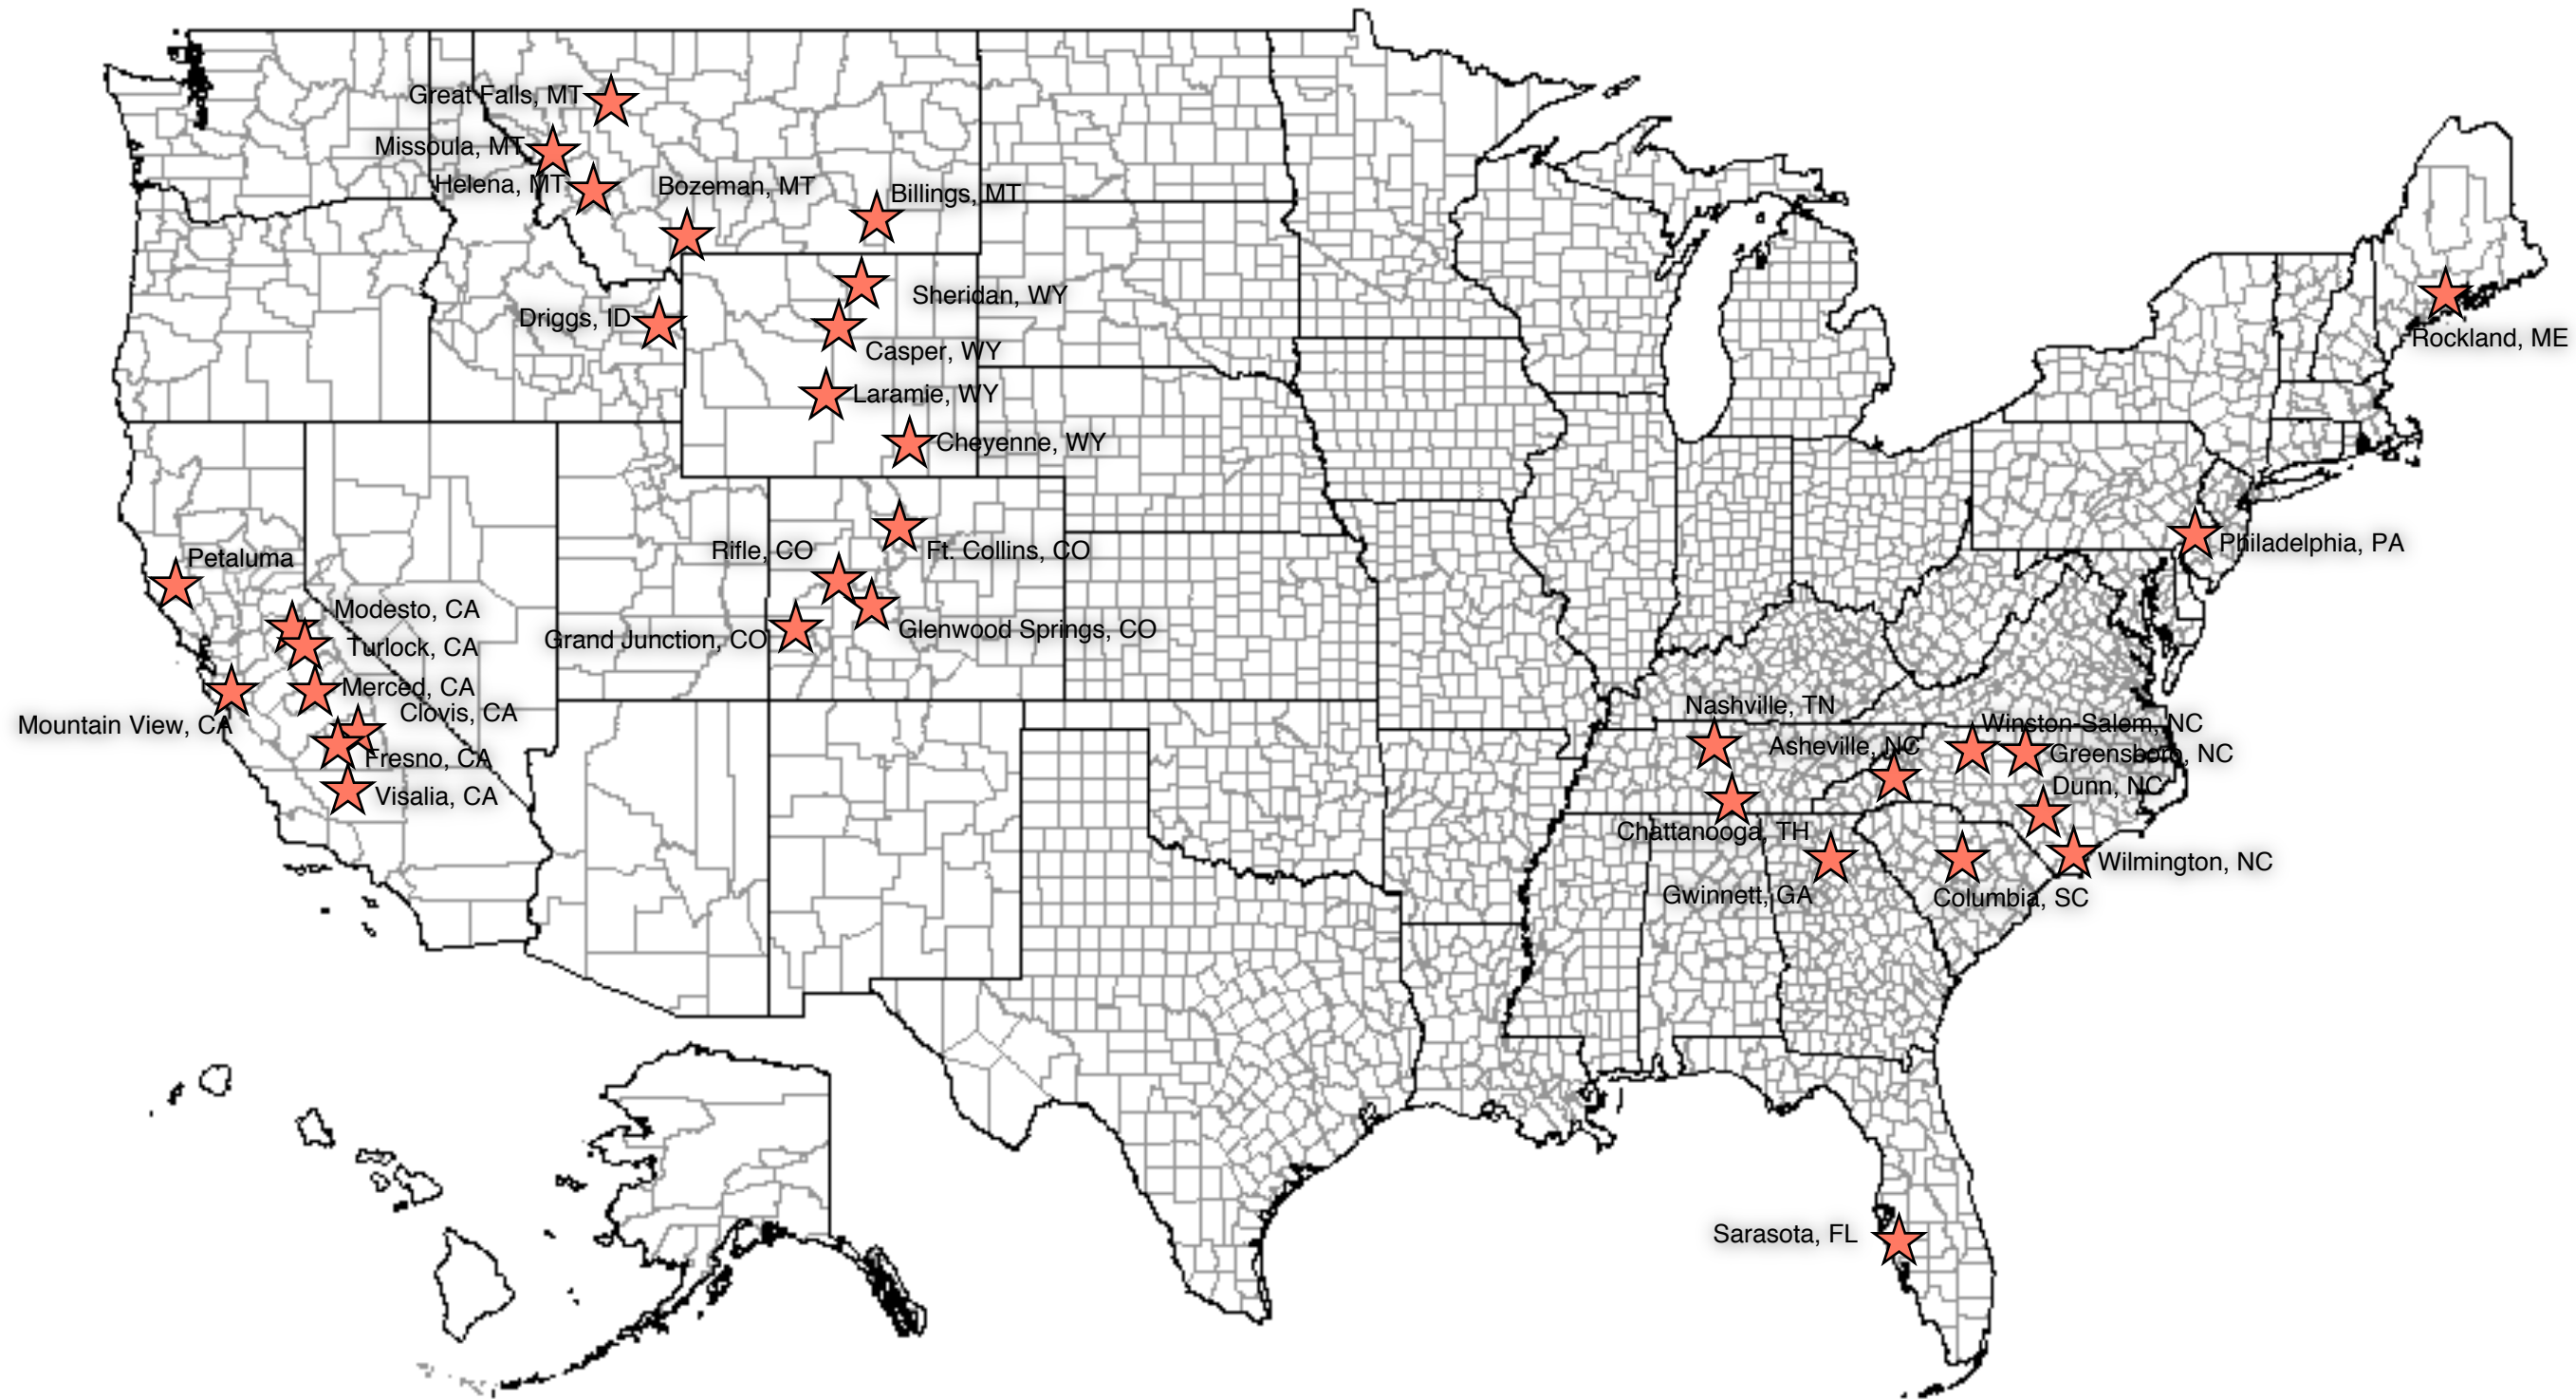 Great Falls, MT
Missoula, MT
Helena, MT
Bozeman, MT
Billings, MT
Sheridan, WY
Driggs, ID
Casper, WY
Rockland, ME
Laramie, WY
Cheyenne, WY
Philadelphia, PA
Rifle, CO
Ft. Collins, CO
Petaluma
Modesto, CA
Glenwood Springs, CO
Grand Junction, CO
Turlock, CA
Merced, CA
Clovis, CA
Mountain View, CA
Fresno, CA
Visalia, CA
Nashville, TN
Winston-Salem, NC
Asheville, NC
Greensboro, NC
Dunn, NC
Chattanooga, TH
Wilmington, NC
Gwinnett, GA
Columbia, SC
Sarasota, FL